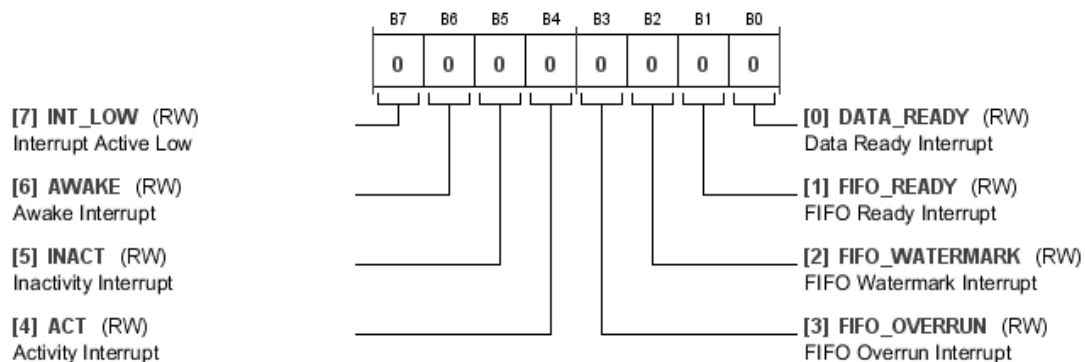 B7 B6 B5 B4 B3 B2 B1 B0
0 0 0 0 0 0 0 0
[7] INT_LOW (RW)
Interrupt Active Low
[6] AWAKE (RW)
Awake Interrupt
[5] INACT (RW)
Inactivity Interrupt
[4] ACT (RW)
Activity Interrupt
[0] DATA_READY (RW)
Data Ready Interrupt
[1] FIFO_READY (RW)
FIFO Ready Interrupt
[2] FIFO_WATERMARK (RW)
FIFO Watermark Interrupt
[3] FIFO_OVERRUN (RW)
FIFO Overrun Interrupt